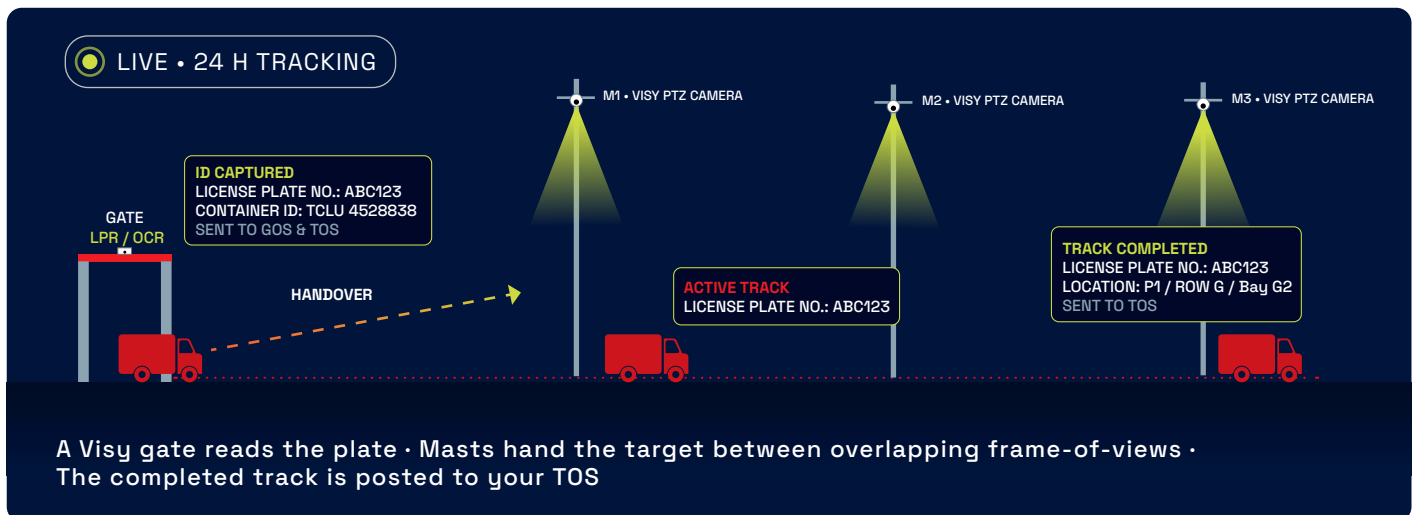 LIVE • 24 H TRACKING
M1 • VISY PTZ CAMERA
M2 • VISY PTZ CAMERA
M3 • VISY PTZ CAMERA
ID CAPTURED
LICENSE PLATE NO.: ABC123
CONTAINER ID: TCLU 4528838
SENT TO GOS & TOS
GATE
LPR / OCR
HANDOVER
ACTIVE TRACK
LICENSE PLATE NO.: ABC123
TRACK COMPLETED
LICENSE PLATE NO.: ABC123
LOCATION: P1 / ROW G / Bay G2
SENT TO TOS
A Visy gate reads the plate · Masts hand the target between overlapping frame-of-views ·
The completed track is posted to your TOS